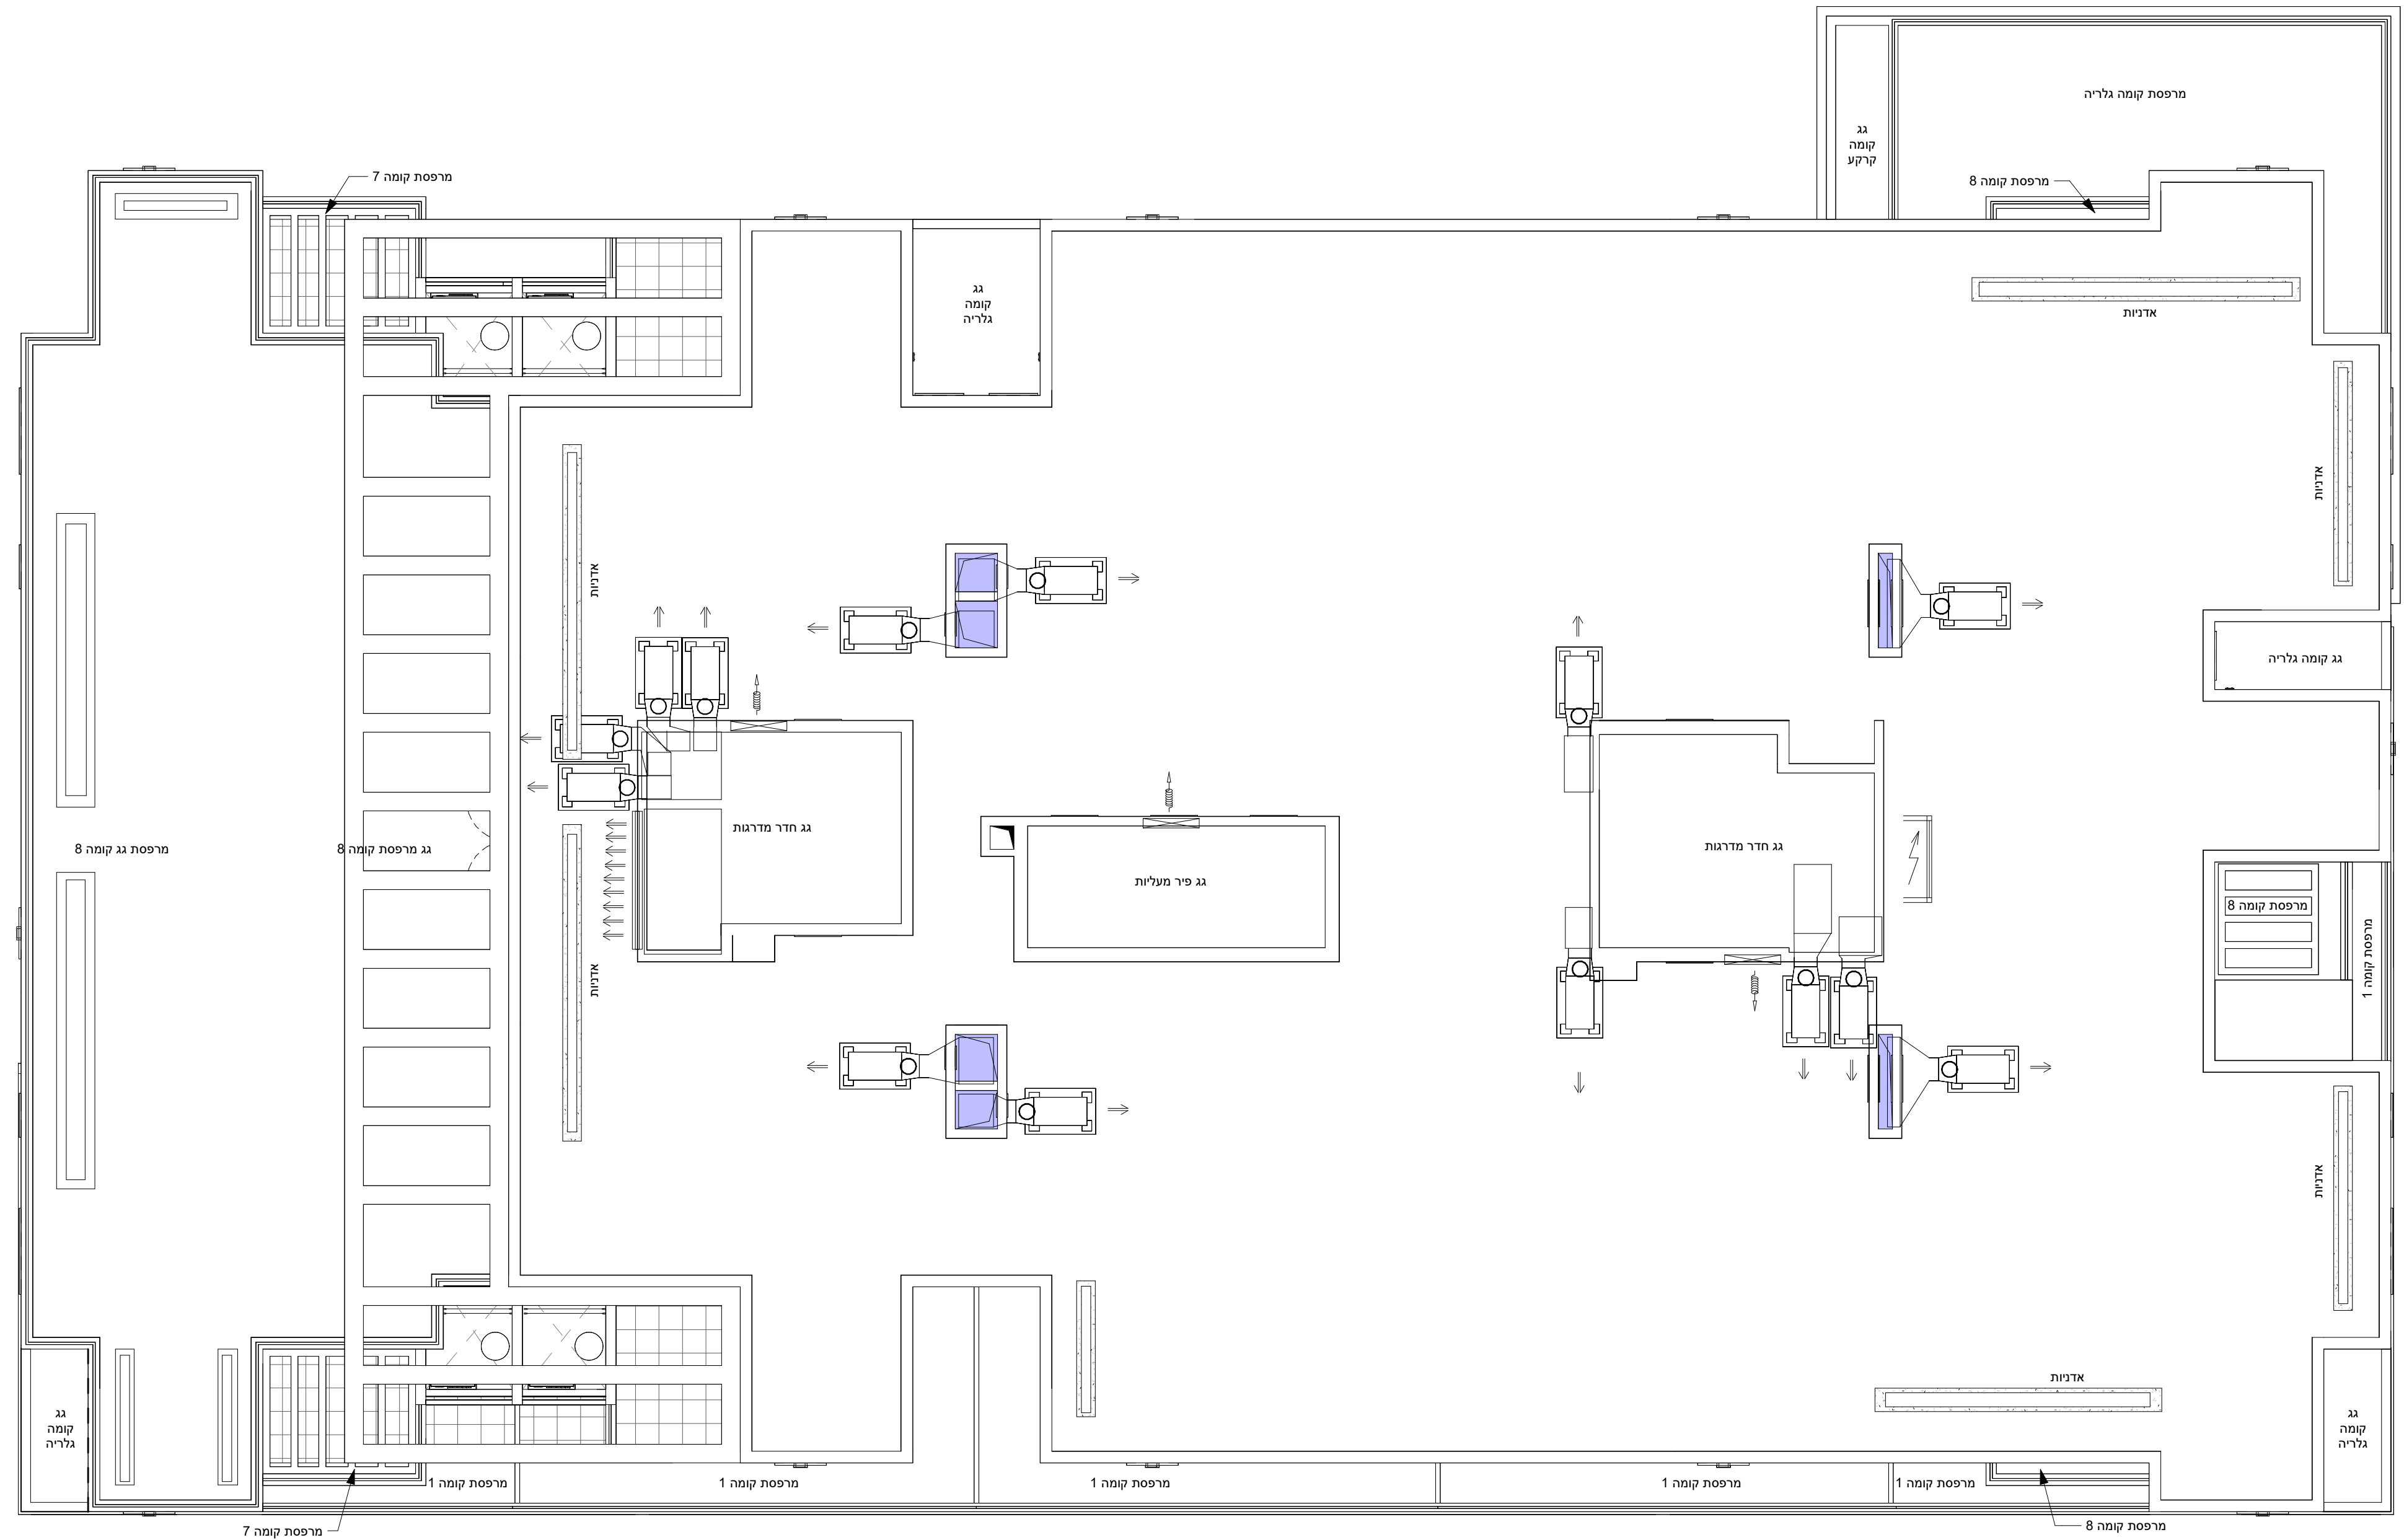 מרפסת קומה גלריה
גג
קומה
קרקע
מרפסת קומה 7
מרפסת קומה 8
גג
קומה
גלריה
אדניות
אדניות
אדניות
גג קומה גלריה
גג חדר מדרגות
גג חדר מדרגות
מרפסת גג קומה 8
גג מרפסת קומה 8
גג פיר מעליות
מרפסת קומה 8
מרפסת קומה 1
אדניות
אדניות
אדניות
גג
קומה
גלריה
גג
קומה
גלריה
מרפסת קומה 1
מרפסת קומה 1
מרפסת קומה 1
מרפסת קומה 1
מרפסת קומה 1
מרפסת קומה 7
מרפסת קומה 8